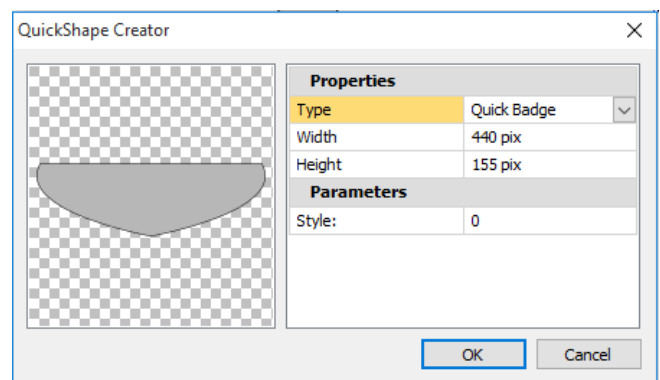 QuickShape Creator
Properties
Type Quick Badge
Width 440 pix
Height 155 pix
Parameters
Style: 0
OK Cancel